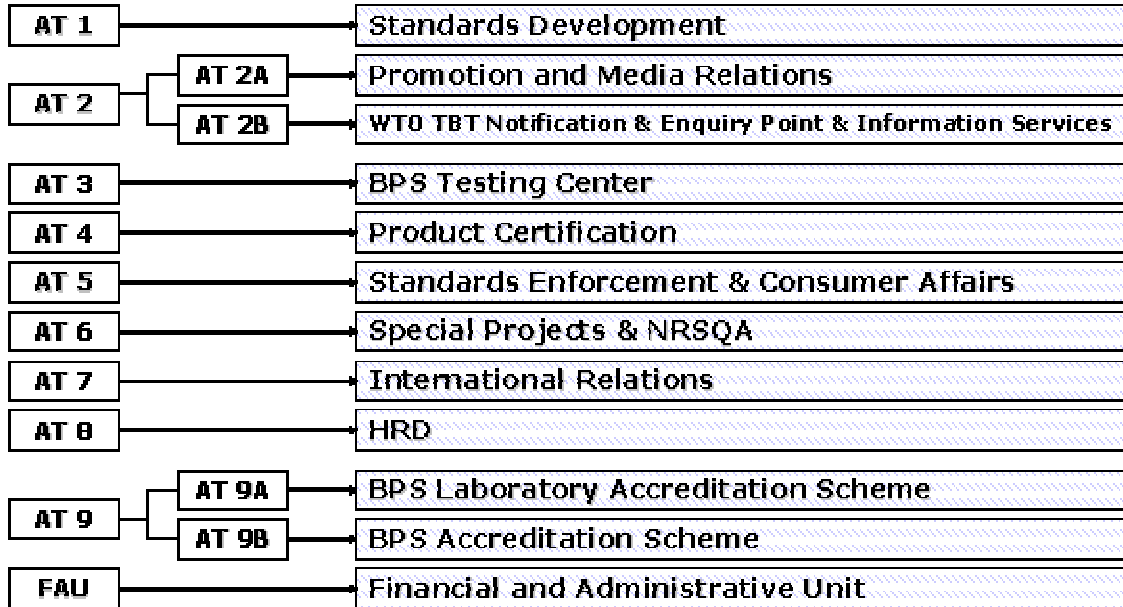 AT 1 Standards Development
AT 2
AT 2A Promotion and Media Relations
AT 2B WTO TBT Notification & Enquiry Point & Information Services
AT 3 BPS Testing Center
AT 4 Product Certification
AT 5 Standards Enforcement & Consumer Affairs
AT 6 Special Projects & NRSQA
AT 7 International Relations
AT 8 HRD
AT 9
AT 9A BPS Laboratory Accreditation Scheme
AT 9B BPS Accreditation Scheme
FAU Financial and Administrative Unit